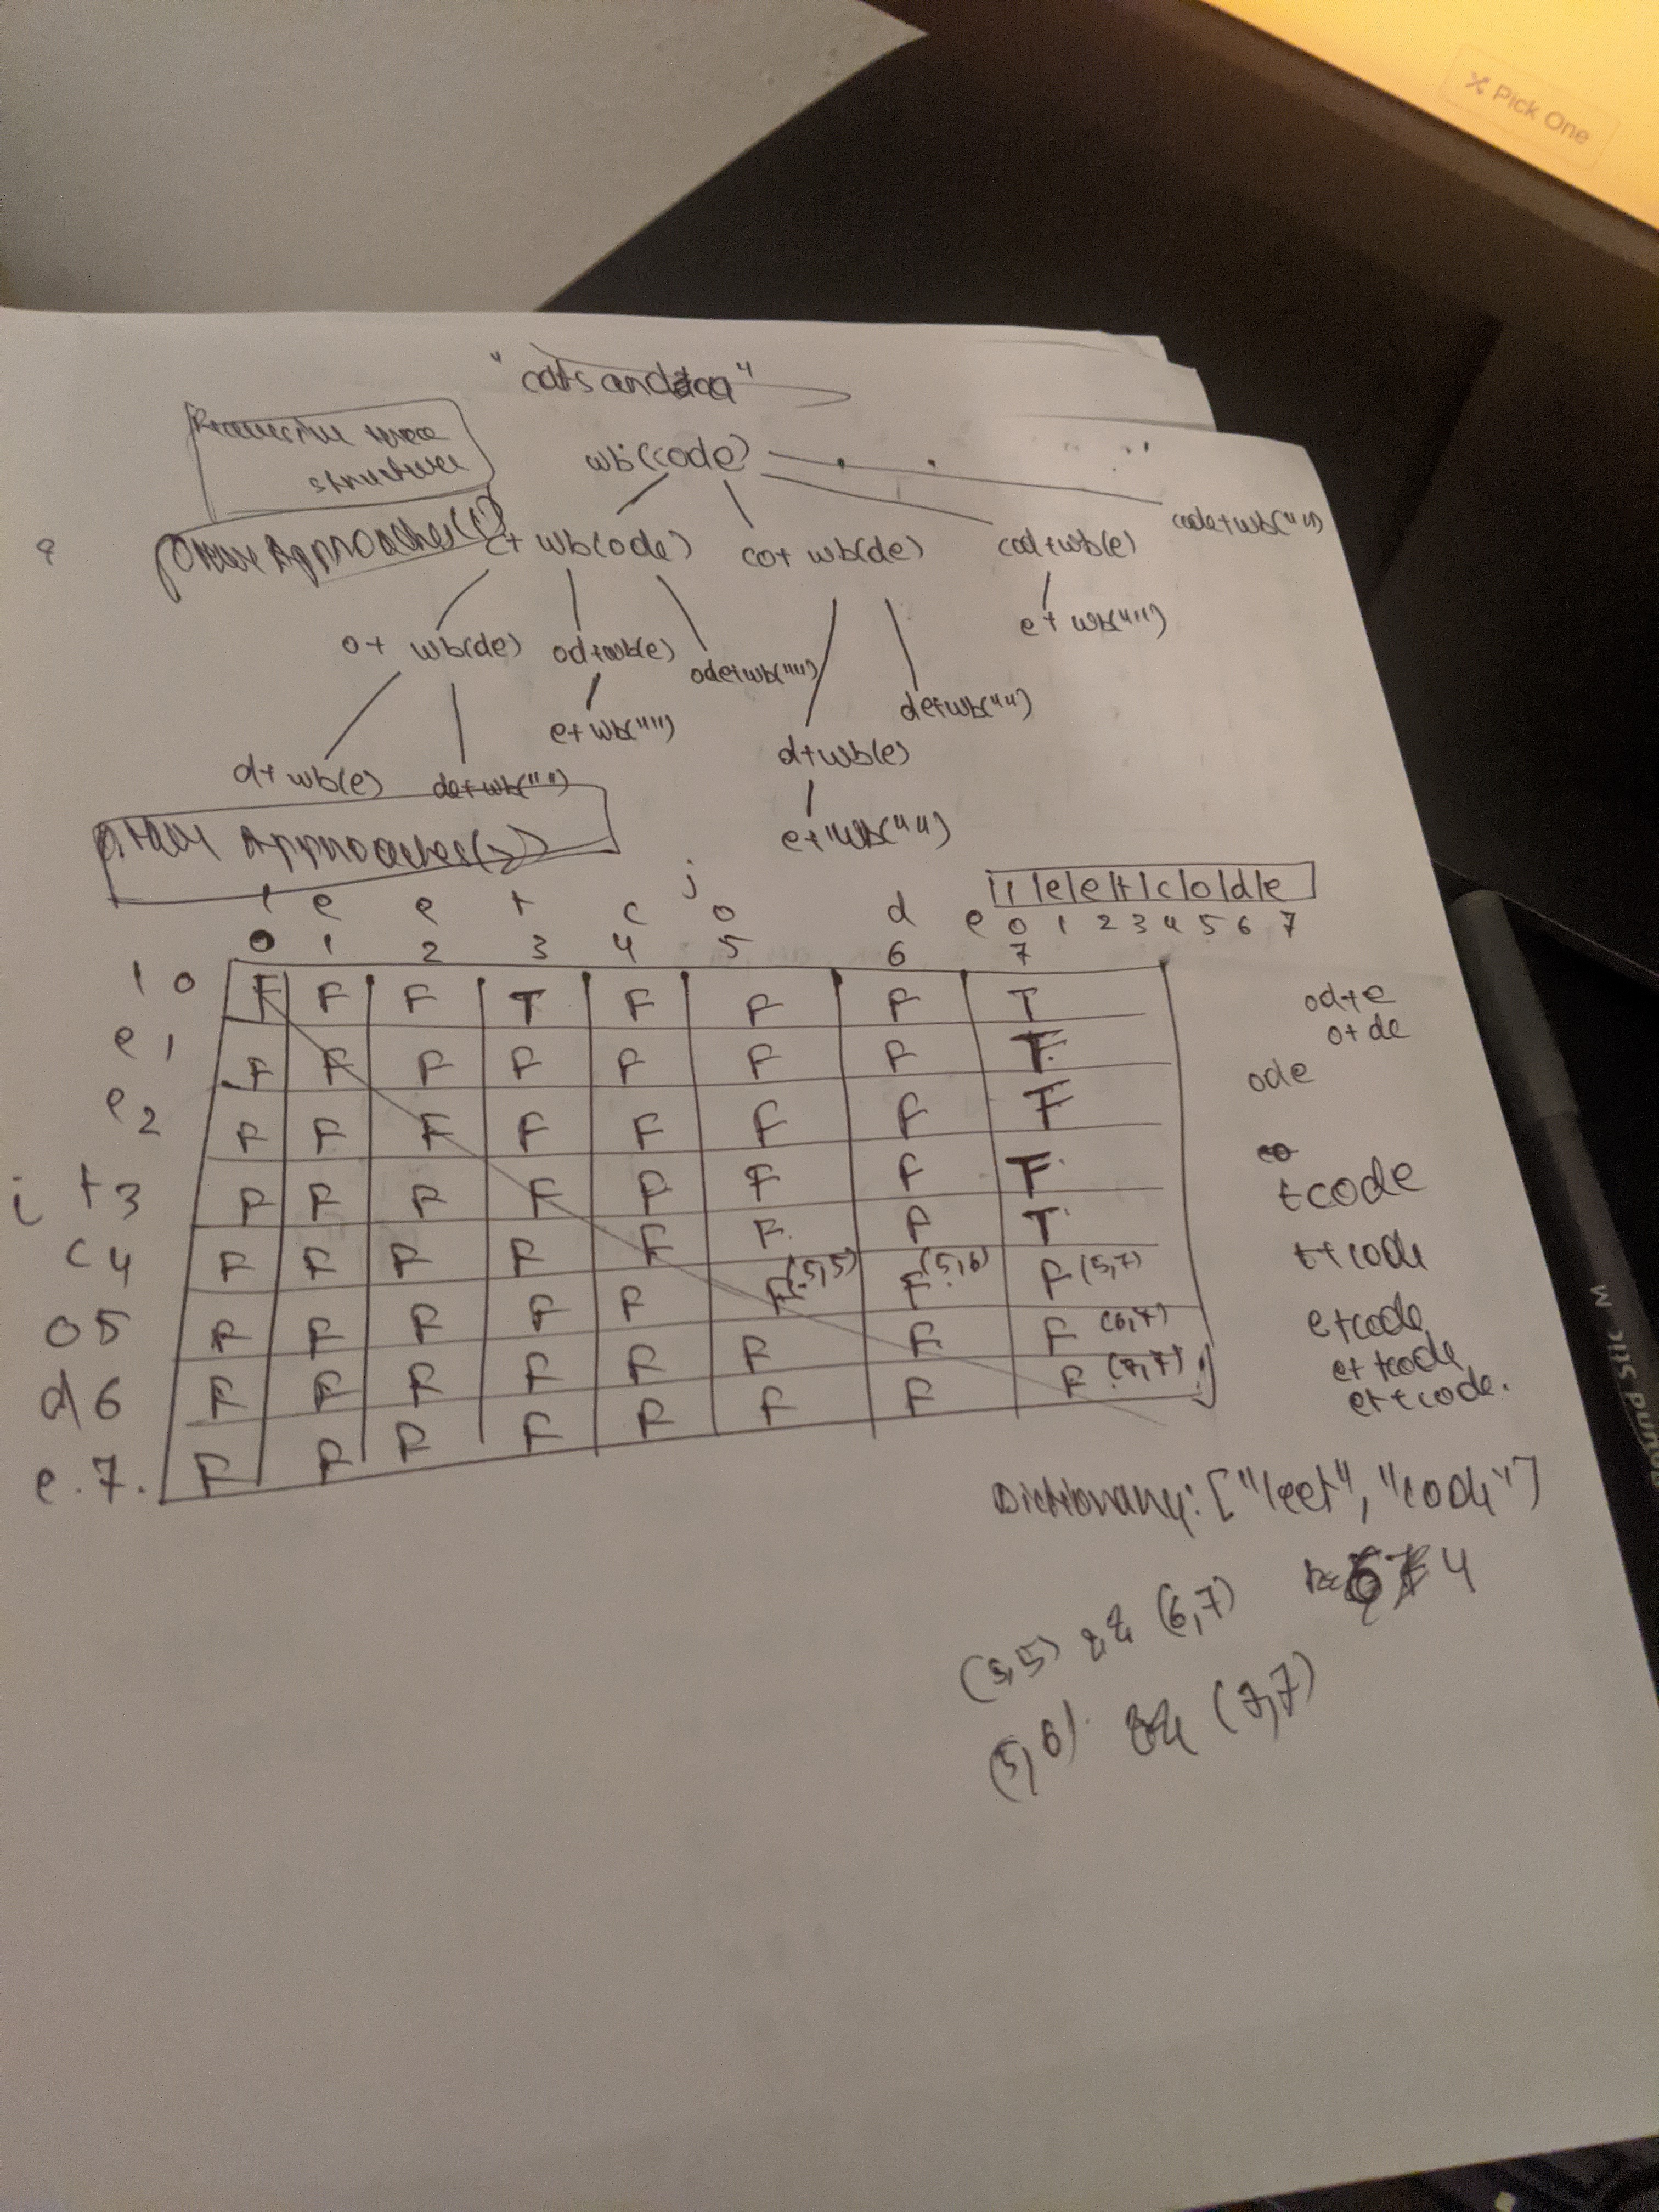 Pick One
"catsanddog"
Recursive tree
structure
wb(code)
Other Approaches(1)
c+ wb(ode)
co+ wb(de)
cod+wb(e)
code+wb("")
o+ wb(de)
od+wb(e)
ode+wb("")
e+ wb("")
e+wb("")
d+wb(e)
de+wb("")
d+ wb(e)
de+wb("")
e+wb("")
Other Approaches(2)
j
l e e t c o d e
l e e t c o d e
0 1 2 3 4 5 6 7
0 1 2 3 4 5 6 7
l 0 F F F T F F F T
e 1 F F F F F F F F
e 2 F F F F F F F F
i t 3 F F F F F F F F
c 4 F F F F F F F T
o 5 F F F F F F (5,5) F (5,6) F (5,7)
d 6 F F F F F F F F (6,7)
e.7. F F F F F F F F (7,7)
od+e
o+ de
ode
tcode
t+code
e+code
e+ tcode
et+code.
Dictionary: ["leet", "code"]
(5,5) && (6,7)
4
(5,6) && (7,7)